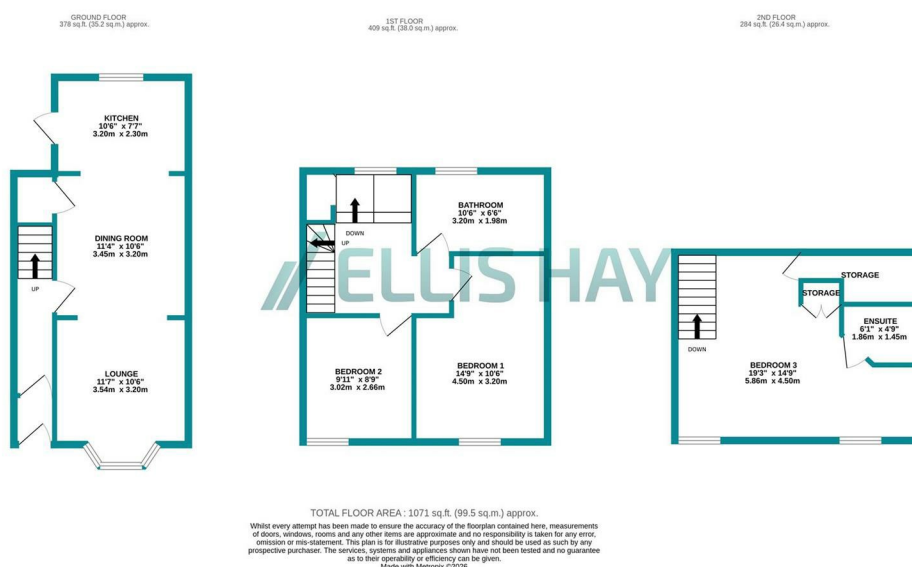 GROUND FLOOR
378 sq.ft. (35.2 sq.m.) approx.
1ST FLOOR
409 sq.ft. (38.0 sq.m.) approx.
2ND FLOOR
284 sq.ft. (26.4 sq.m.) approx.
KITCHEN
10'6" x 7'7"
3.20m x 2.30m
DINING ROOM
11'4" x 10'6"
3.45m x 3.20m
UP
LOUNGE
11'7" x 10'6"
3.54m x 3.20m
BATHROOM
10'6" x 6'6"
3.20m x 1.98m
DOWN
UP
BEDROOM 2
9'11" x 8'9"
3.02m x 2.66m
BEDROOM 1
14'9" x 10'6"
4.50m x 3.20m
STORAGE
STORAGE
ENSUITE
6'1" x 4'9"
1.86m x 1.45m
DOWN
BEDROOM 3
19'3" x 14'9"
5.86m x 4.50m
ELLIS HAY
TOTAL FLOOR AREA : 1071 sq.ft. (99.5 sq.m.) approx.
Whilst every attempt has been made to ensure the accuracy of the floorplan contained here, measurements
of doors, windows, rooms and any other items are approximate and no responsibility is taken for any error,
omission or mis-statement. This plan is for illustrative purposes only and should be used as such by any
prospective purchaser. The services, systems and appliances shown have not been tested and no guarantee
as to their operability or efficiency can be given.
Made with Metropix ©2026